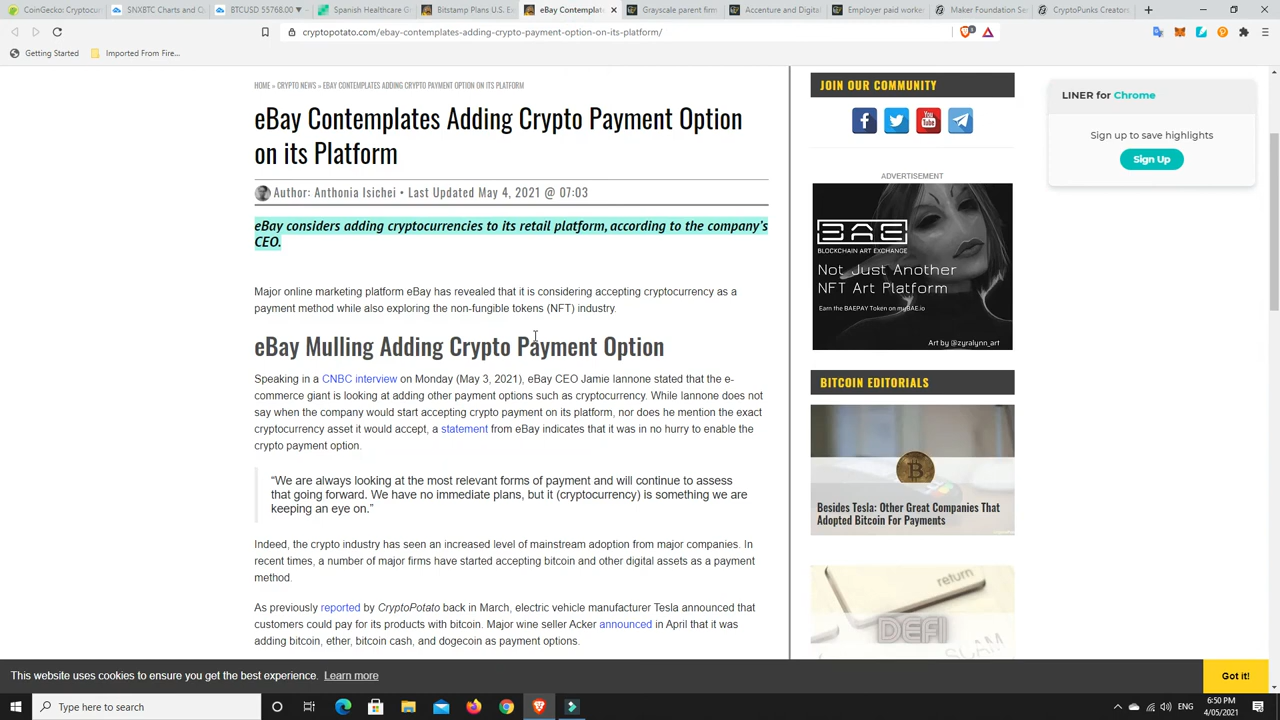 CoinGecko: Cryptocurr
SNXBTC Charts and C
BTCUSD 55768.00 ▼
Spanish Healthcare G
Bitstamp Plans U.S. Ex
eBay Contemplate
Grayscale parent firm
Accenture and Digital
Employer paid worker
Maker Foundation Sen
CryptoPunks Creators
cryptopotato.com/ebay-contemplates-adding-crypto-payment-option-on-its-platform/
Getting Started
Imported From Fire...
HOME » CRYPTO NEWS » EBAY CONTEMPLATES ADDING CRYPTO PAYMENT OPTION ON ITS PLATFORM
eBay Contemplates Adding Crypto Payment Option
on its Platform
Author: Anthonia Isichei • Last Updated May 4, 2021 @ 07:03
eBay considers adding cryptocurrencies to its retail platform, according to the company's
CEO.
Major online marketing platform eBay has revealed that it is considering accepting cryptocurrency as a
payment method while also exploring the non-fungible tokens (NFT) industry.
eBay Mulling Adding Crypto Payment Option
Speaking in a CNBC interview on Monday (May 3, 2021), eBay CEO Jamie Iannone stated that the e-
commerce giant is looking at adding other payment options such as cryptocurrency. While Iannone does not
say when the company would start accepting crypto payment on its platform, nor does he mention the exact
cryptocurrency asset it would accept, a statement from eBay indicates that it was in no hurry to enable the
crypto payment option.
“We are always looking at the most relevant forms of payment and will continue to assess
that going forward. We have no immediate plans, but it (cryptocurrency) is something we are
keeping an eye on.”
Indeed, the crypto industry has seen an increased level of mainstream adoption from major companies. In
recent times, a number of major firms have started accepting bitcoin and other digital assets as a payment
method.
As previously reported by CryptoPotato back in March, electric vehicle manufacturer Tesla announced that
customers could pay for its products with bitcoin. Major wine seller Acker announced in April that it was
adding bitcoin, ether, bitcoin cash, and dogecoin as payment options.
JOIN OUR COMMUNITY
You
Tube
ADVERTISEMENT
BAE
BLOCKCHAIN ART EXCHANGE
Not Just Another
NFT Art Platform
Earn the BAEPAY Token on myBAE.io
Art by @zyralynn_art
BITCOIN EDITORIALS
Besides Tesla: Other Great Companies That
Adopted Bitcoin For Payments
return
DEFI
SCAM
LINER for Chrome
Sign up to save highlights
Sign Up
This website uses cookies to ensure you get the best experience. Learn more
Got it!
Type here to search
ENG
6:50 PM
4/05/2021